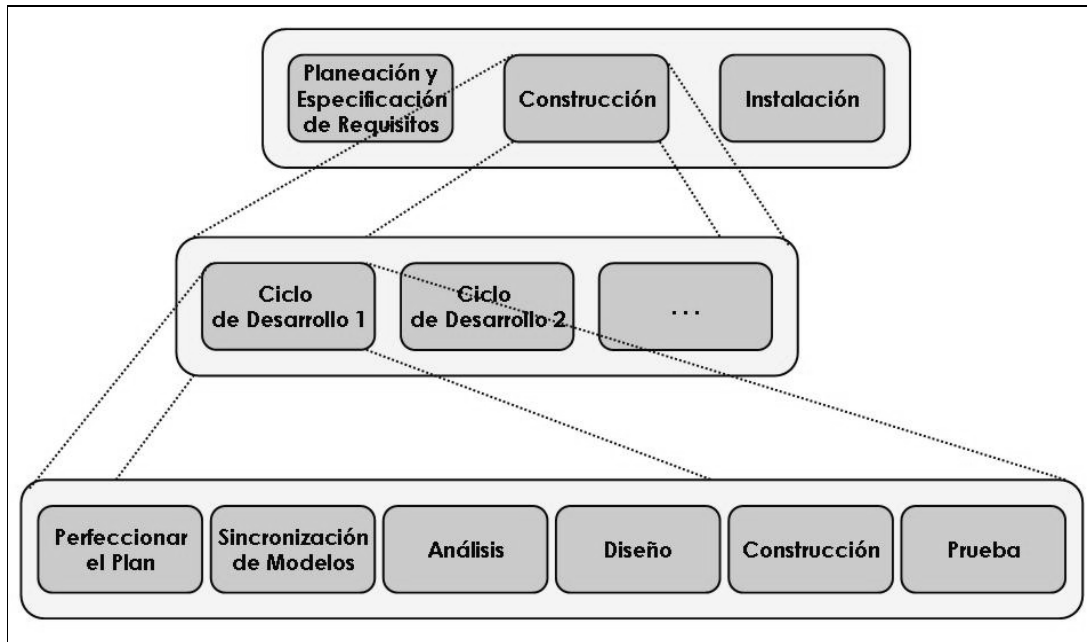 Planeación y
Especificación
de Requisitos
Construcción
Instalación
Ciclo
de Desarrollo 1
Ciclo
de Desarrollo 2
...
Perfeccionar
el Plan
Sincronización
de Modelos
Análisis
Diseño
Construcción
Prueba